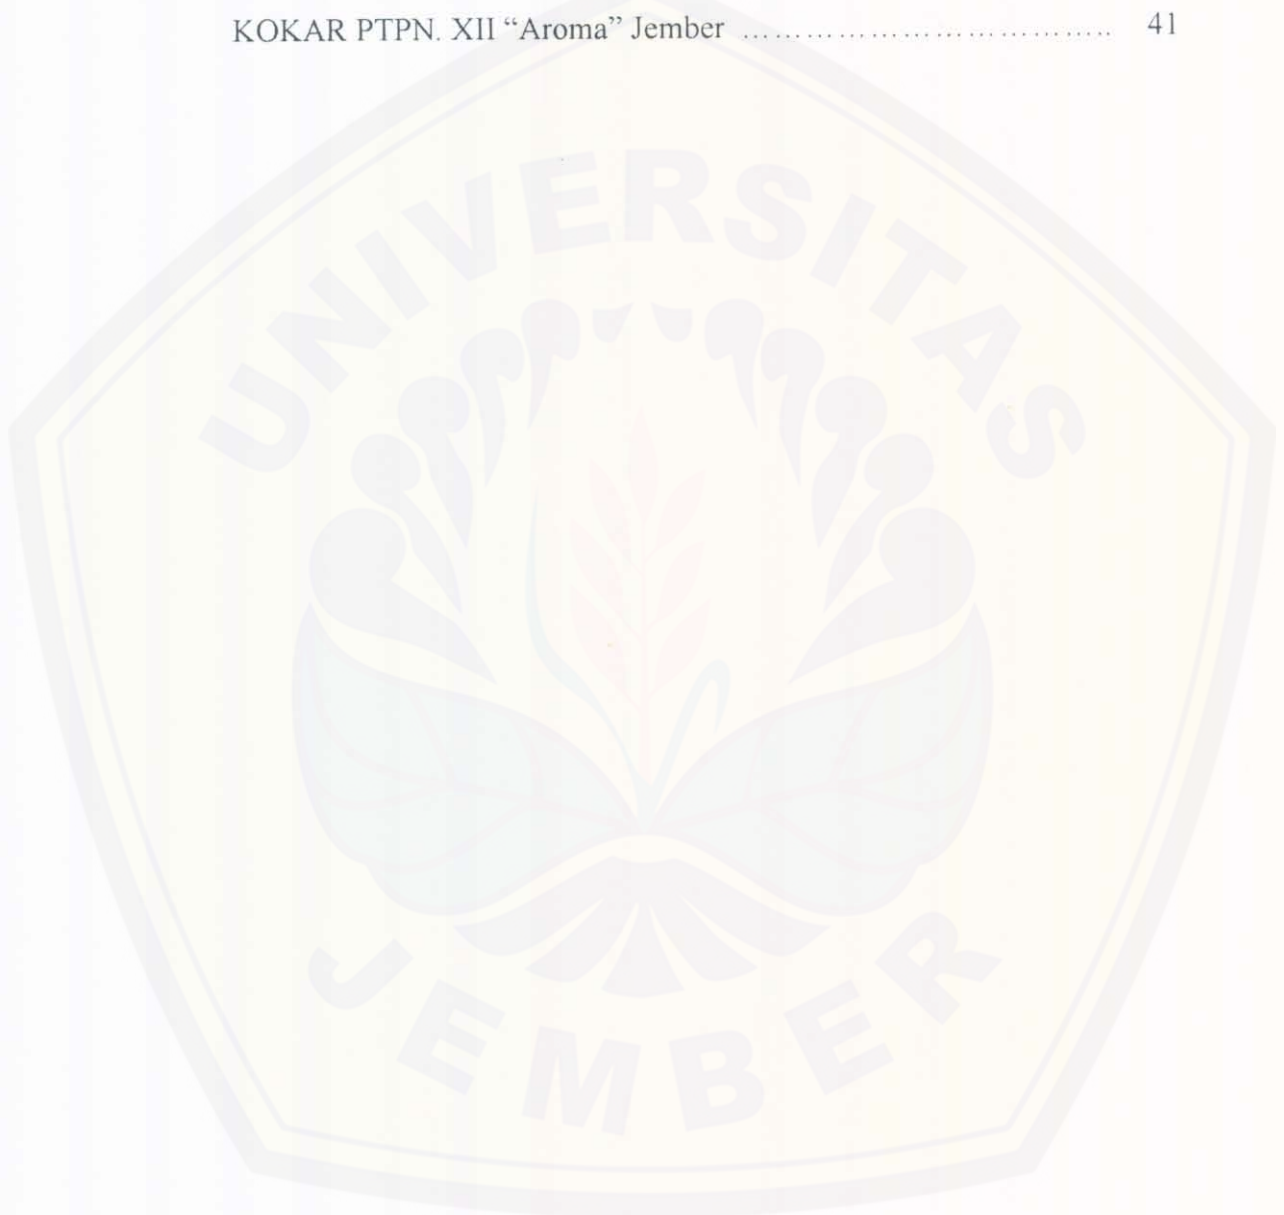 KOKAR PTPN. XII “Aroma” Jember ………………………………. 41
UNIVERSITAS
JEMBER